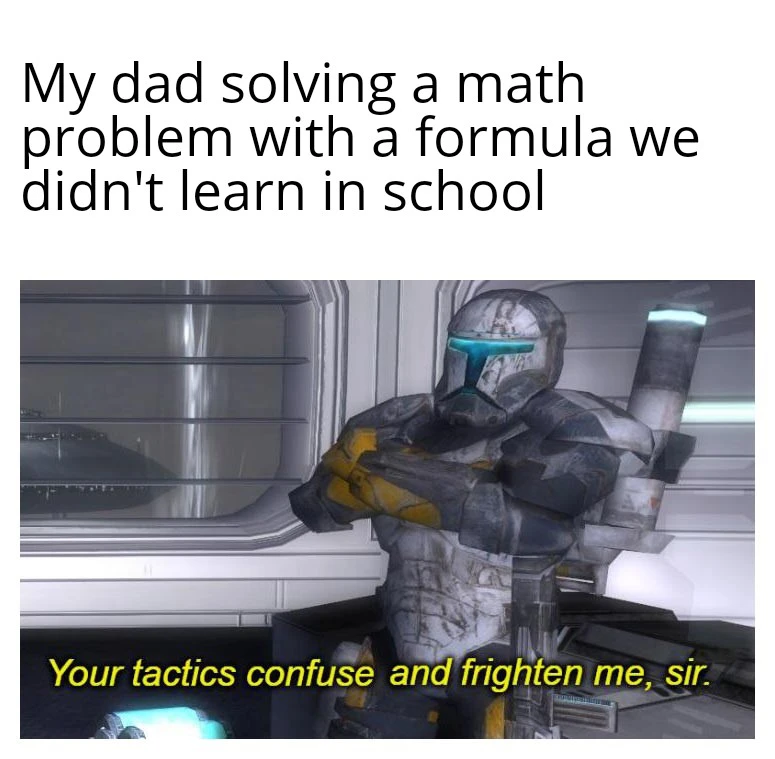 My dad solving a math
problem with a formula we
didn't learn in school
Your tactics confuse and frighten me, sir.